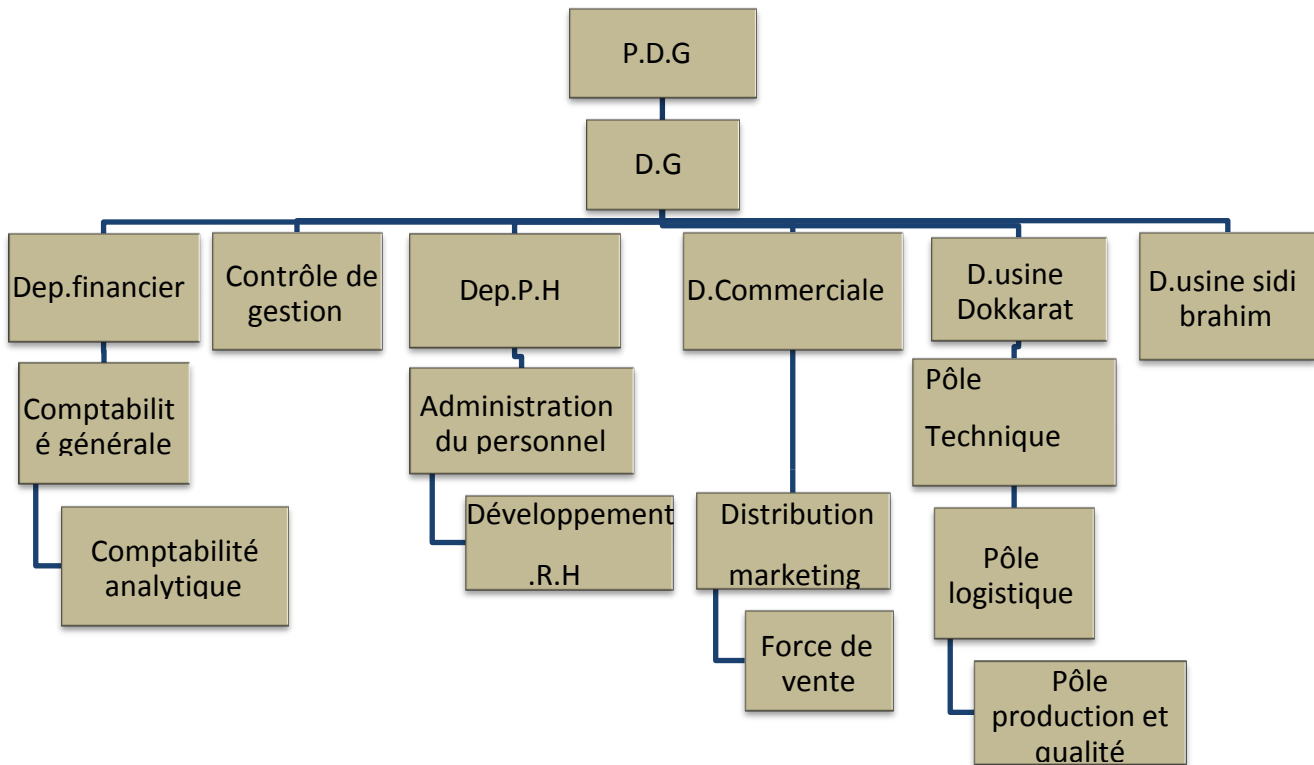 P.D.G
D.G
Dep.financier
Contrôle de
gestion
Dep.P.H
D.Commerciale
D.usine
Dokkarat
D.usine sidi
brahim
Comptabilit
é générale
Administration
du personnel
Pôle
Technique
Comptabilité
analytique
Développement
.R.H
Distribution
marketing
Pôle
logistique
Force de
vente
Pôle
production et
qualité